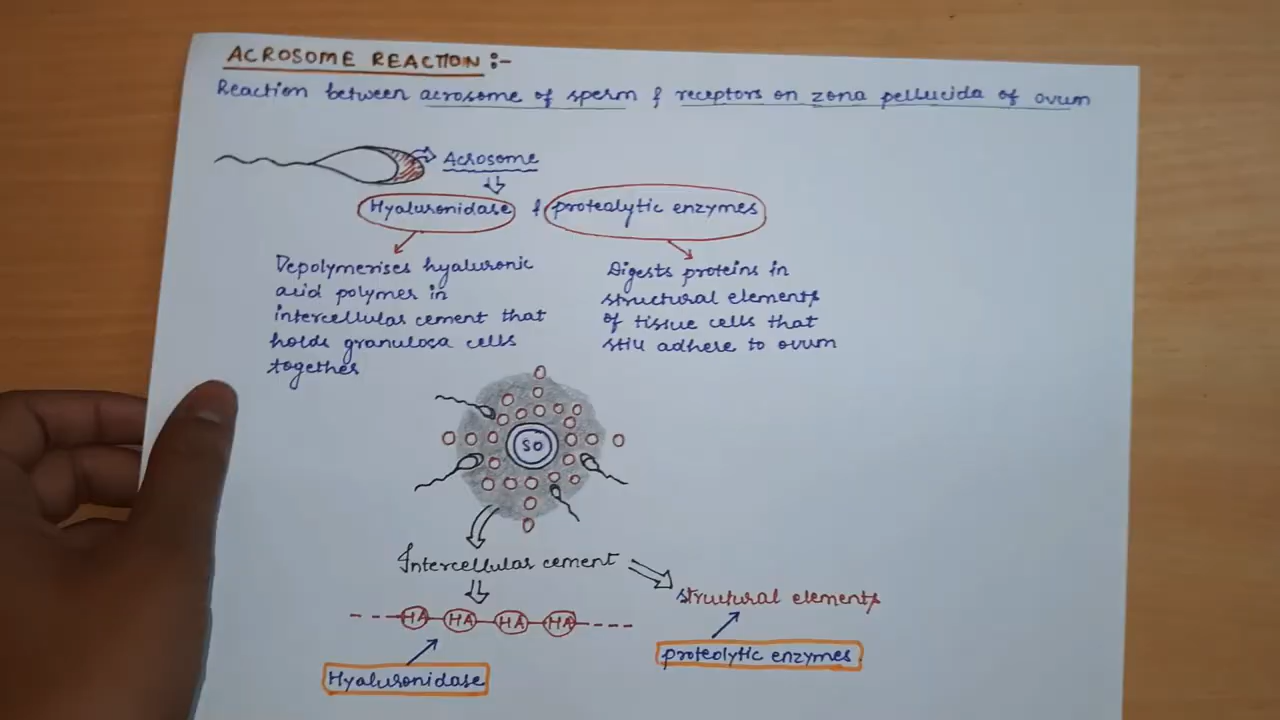 ACROSOME REACTION :-
Reaction between acrosome of sperm & receptors on zona pellucida of ovum
Acrosome
Hyaluronidase & proteolytic enzymes
Depolymerises hyaluronic
acid polymer in
intercellular cement that
holds granulosa cells
together
Digests proteins in
structural elements
of tissue cells that
still adhere to ovum
SO
Intercellular cement
structural elements
HA HA HA HA
proteolytic enzymes
Hyaluronidase